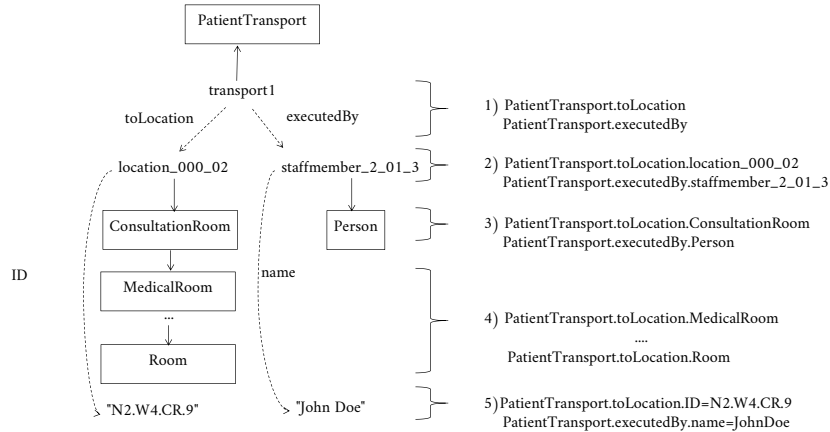 PatientTransport
transport1
toLocation
executedBy
1) PatientTransport.toLocation
PatientTransport.executedBy
location_000_02
staffmember_2_01_3
2) PatientTransport.toLocation.location_000_02
PatientTransport.executedBy.staffmember_2_01_3
ConsultationRoom
Person
3) PatientTransport.toLocation.ConsultationRoom
PatientTransport.executedBy.Person
ID
name
MedicalRoom
...
Room
4) PatientTransport.toLocation.MedicalRoom
....
PatientTransport.toLocation.Room
"N2.W4.CR.9"
"John Doe"
5) PatientTransport.toLocation.ID=N2.W4.CR.9
PatientTransport.executedBy.name=JohnDoe